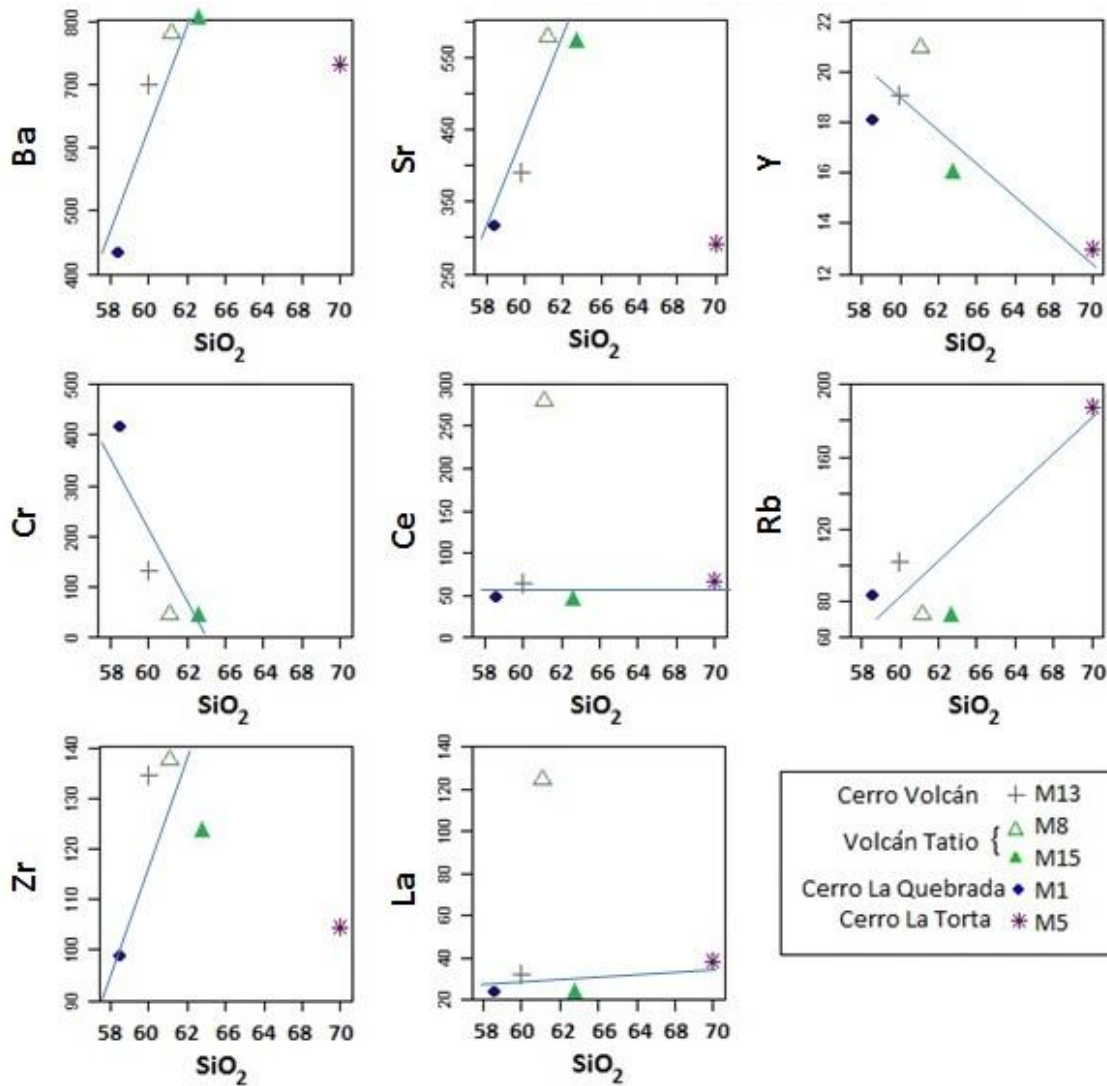 Ba
800
700
600
500
400
58 60 62 66 64 68 70
SiO2
Sr
550
450
350
250
58 60 62 66 64 68 70
SiO2
Y
22
20
18
16
14
12
58 60 62 66 64 68 70
SiO2
Cr
500
400
300
200
100
0
58 60 62 66 64 68 70
SiO2
Ce
300
250
200
150
100
50
0
58 60 62 66 64 68 70
SiO2
Rb
200
160
120
80
60
58 60 62 66 64 68 70
SiO2
Zr
140
130
120
110
100
90
58 60 62 66 64 68 70
SiO2
La
140
120
100
80
60
40
20
58 60 62 66 64 68 70
SiO2
Cerro Volcán + M13
Volcán Tatio { M8
M15
Cerro La Quebrada M1
Cerro La Torta M5